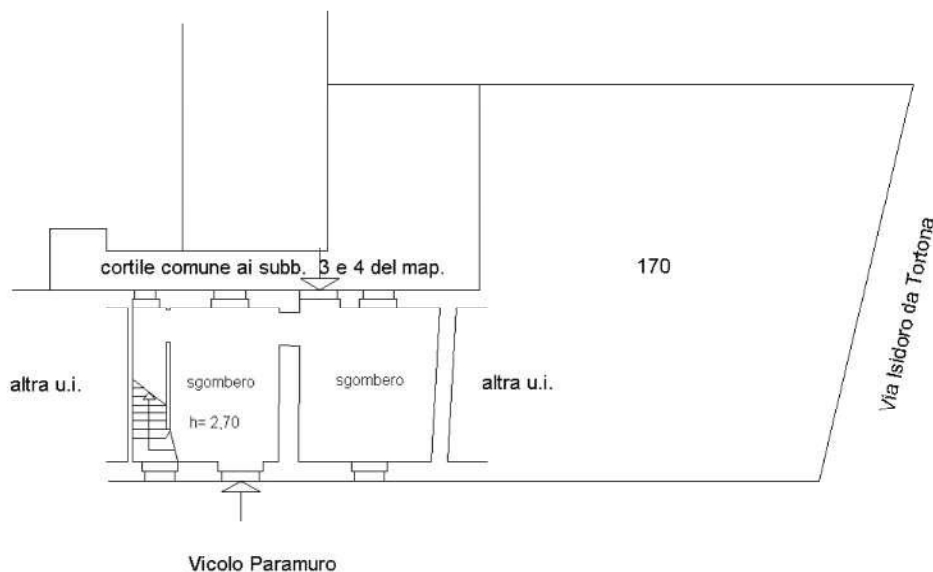 cortile comune ai subb. 3 e 4 del map.
170
Via Isidoro da Tortona
altra u.i.
sgombero
sgombero
altra u.i.
h= 2,70
Vicolo Paramuro